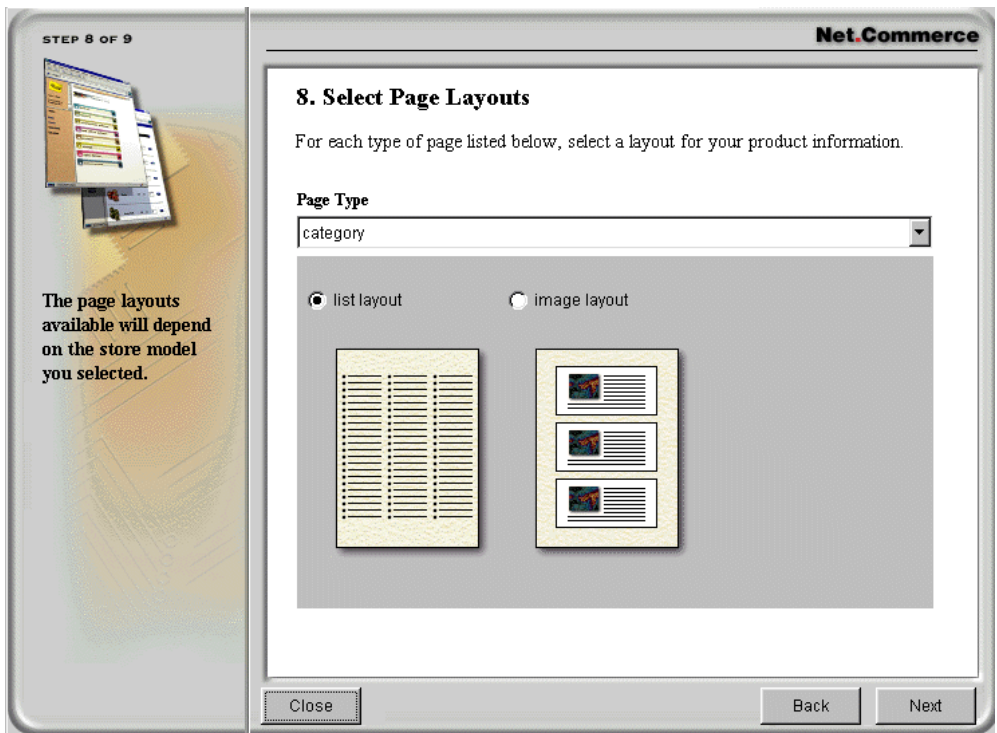 STEP 8 OF 9
Net.Commerce
The page layouts
available will depend
on the store model
you selected.
8. Select Page Layouts
For each type of page listed below, select a layout for your product information.
Page Type
category
list layout
image layout
Close
Back
Next